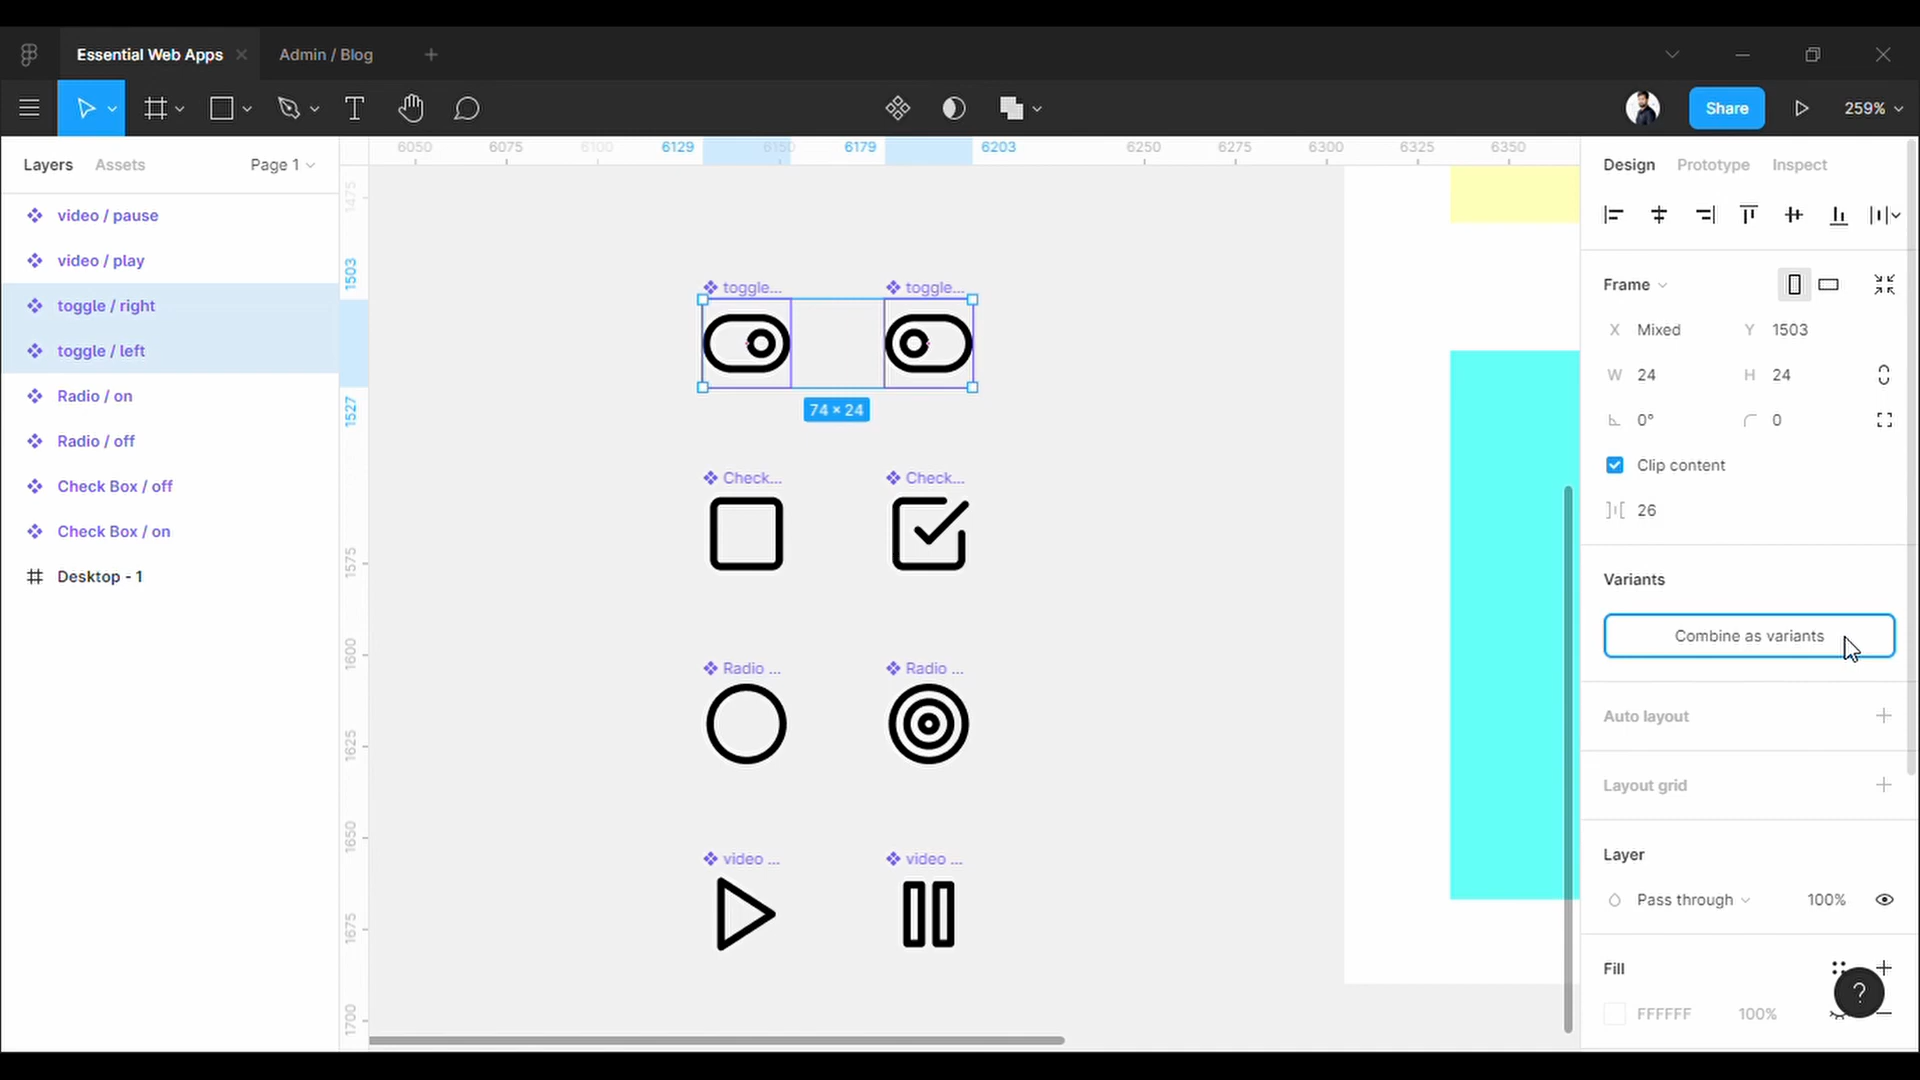 Essential Web Apps
Admin / Blog
Share
259%
Layers
Assets
Page 1
video / pause
video / play
toggle / right
toggle / left
Radio / on
Radio / off
Check Box / off
Check Box / on
Desktop - 1
6050
6075
6100
6129
6150
6179
6203
6250
6275
6300
6325
6350
1475
1503
1527
1575
1600
1625
1650
1675
1700
toggle...
toggle...
74 × 24
Check...
Check...
Radio ...
Radio ...
video ...
video ...
Design
Prototype
Inspect
Frame
X Mixed
Y 1503
W 24
H 24
0°
0
Clip content
26
Variants
Combine as variants
Auto layout
Layout grid
Layer
Pass through
100%
Fill
FFFFFF
100%
?